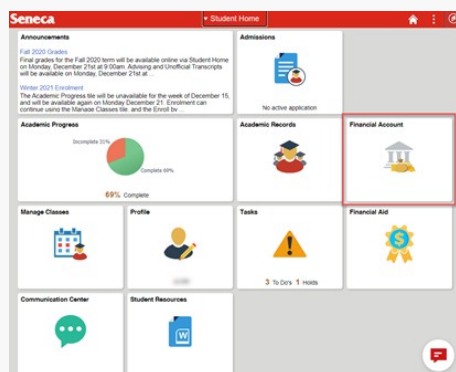 Seneca
▾ Student Home
Announcements
Fall 2020 Grades
Final grades for the Fall 2020 term will be available online via Student Home
on Monday, December 21st at 9:00am. Advising and Unofficial Transcripts
will be available on Monday, December 21st at ...
Winter 2021 Enrolment
The Academic Progress tile will be unavailable for the week of December 15,
and will be available again on Monday December 21. Enrolment can
continue using the Manage Classes tile, and the Enroll by ...
Admissions
No active application
Academic Progress
Incomplete 31%
Complete 69%
69% Complete
Academic Records
Financial Account
Manage Classes
Profile
Tasks
3 To Do's 1 Holds
Financial Aid
Communication Center
Student Resources
W